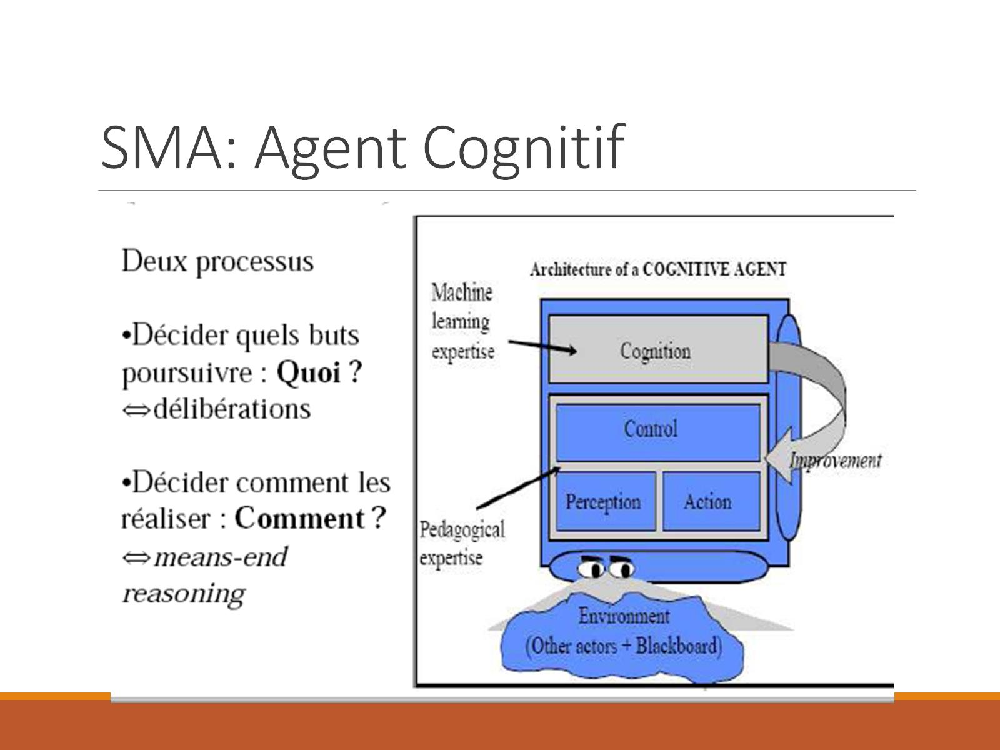 SMA: Agent Cognitif
Deux processus
•Décider quels buts
poursuivre : Quoi ?
⇔délibérations
•Décider comment les
réaliser : Comment ?
⇔means-end
reasoning
Architecture of a COGNITIVE AGENT
Machine
learning
expertise
Cognition
Control
Improvement
Perception
Action
Pedagogical
expertise
Environment
(Other actors + Blackboard)